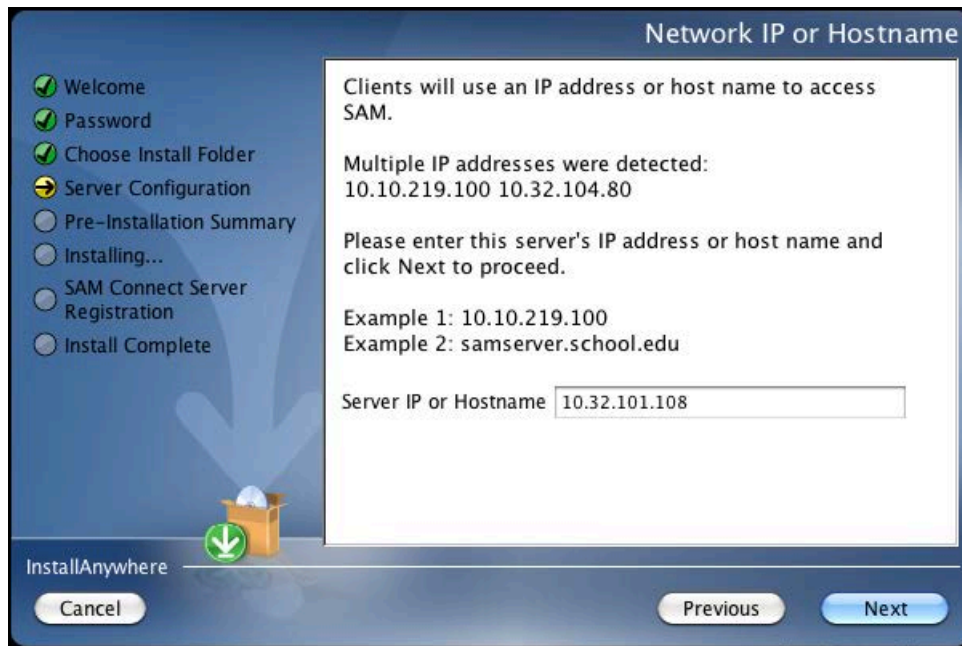 Network IP or Hostname
Welcome
Password
Choose Install Folder
Server Configuration
Pre-Installation Summary
Installing...
SAM Connect Server
Registration
Install Complete
Clients will use an IP address or host name to access
SAM.
Multiple IP addresses were detected:
10.10.219.100 10.32.104.80
Please enter this server's IP address or host name and
click Next to proceed.
Example 1: 10.10.219.100
Example 2: samserver.school.edu
Server IP or Hostname 10.32.101.108
InstallAnywhere
Cancel
Previous
Next